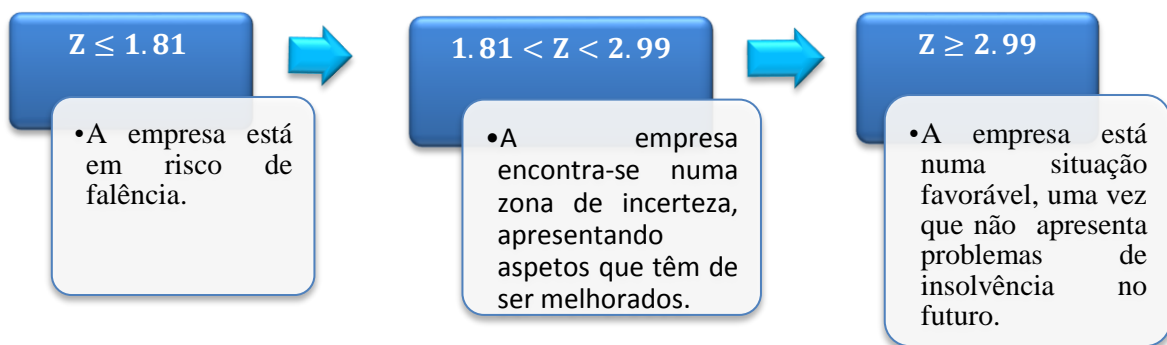 Z ≤ 1.81
•A empresa está
em risco de
falência.
1.81 < Z < 2.99
•A empresa
encontra-se numa
zona de incerteza,
apresentando
aspetos que têm de
ser melhorados.
Z ≥ 2.99
•A empresa está
numa situação
favorável, uma vez
que não apresenta
problemas de
insolvência no
futuro.